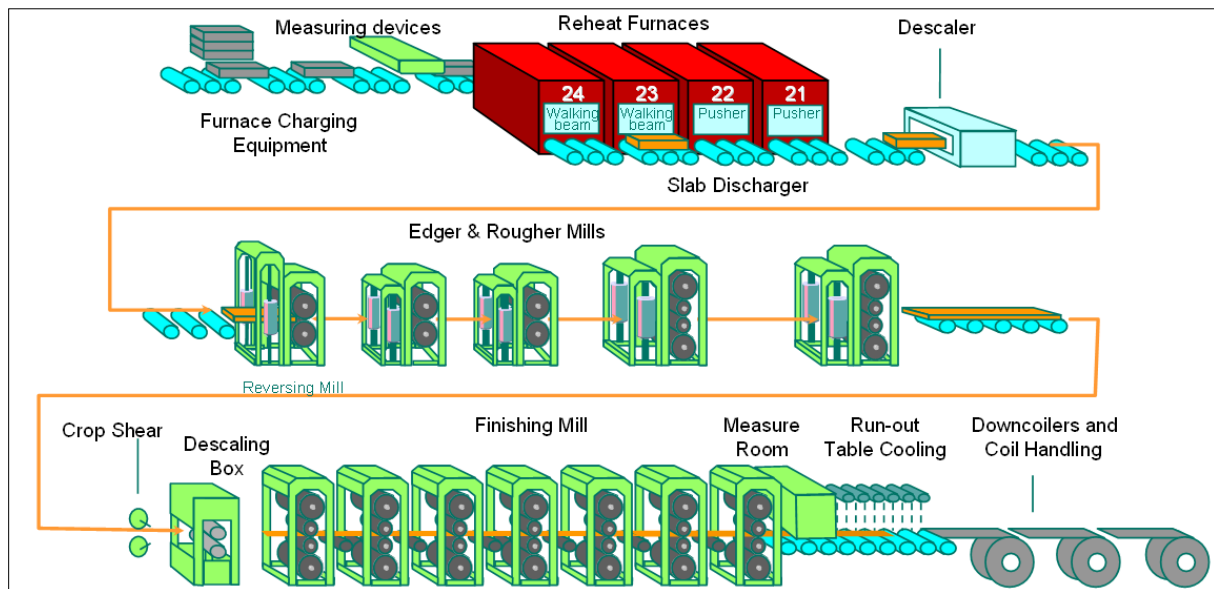 Measuring devices
Reheat Furnaces
Descaler
24
Walking
beam
23
Walking
beam
22
Pusher
21
Pusher
Furnace Charging
Equipment
Slab Discharger
Edger & Rougher Mills
Reversing Mill
Crop Shear
Descaling
Box
Finishing Mill
Measure
Room
Run-out
Table Cooling
Downcoilers and
Coil Handling